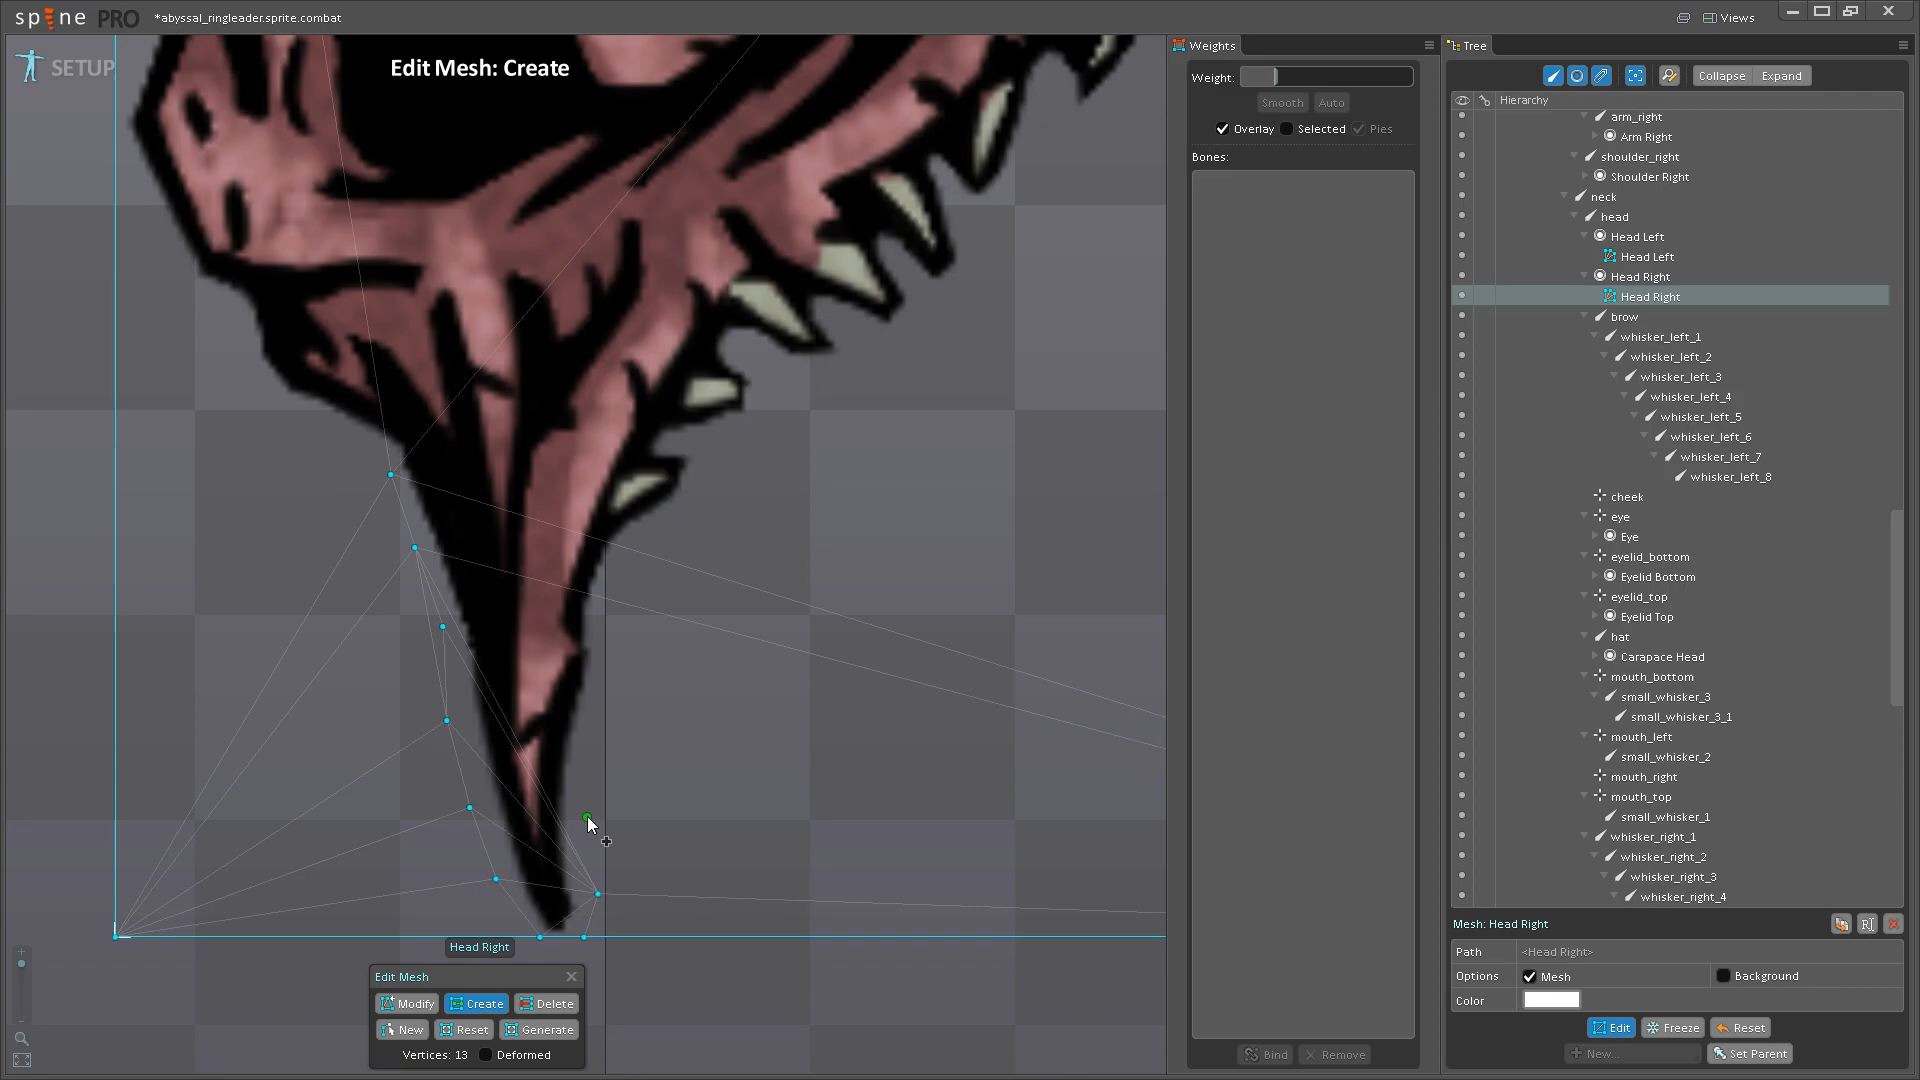 spine PRO
*abyssal_ringleader.sprite.combat
Views
SETUP
Edit Mesh: Create
Weights
Weight:
Smooth
Auto
Overlay
Selected
Pies
Bones:
Bind
Remove
Tree
Collapse
Expand
Hierarchy
arm_right
Arm Right
shoulder_right
Shoulder Right
neck
head
Head Left
Head Left
Head Right
Head Right
brow
whisker_left_1
whisker_left_2
whisker_left_3
whisker_left_4
whisker_left_5
whisker_left_6
whisker_left_7
whisker_left_8
cheek
eye
Eye
eyelid_bottom
Eyelid Bottom
eyelid_top
Eyelid Top
hat
Carapace Head
mouth_bottom
small_whisker_3
small_whisker_3_1
mouth_left
small_whisker_2
mouth_right
mouth_top
small_whisker_1
whisker_right_1
whisker_right_2
whisker_right_3
whisker_right_4
Mesh: Head Right
Path <Head Right>
Options Mesh Background
Color
Edit Freeze Reset
New... Set Parent
Head Right
Edit Mesh
Modify Create Delete
New Reset Generate
Vertices: 13 Deformed